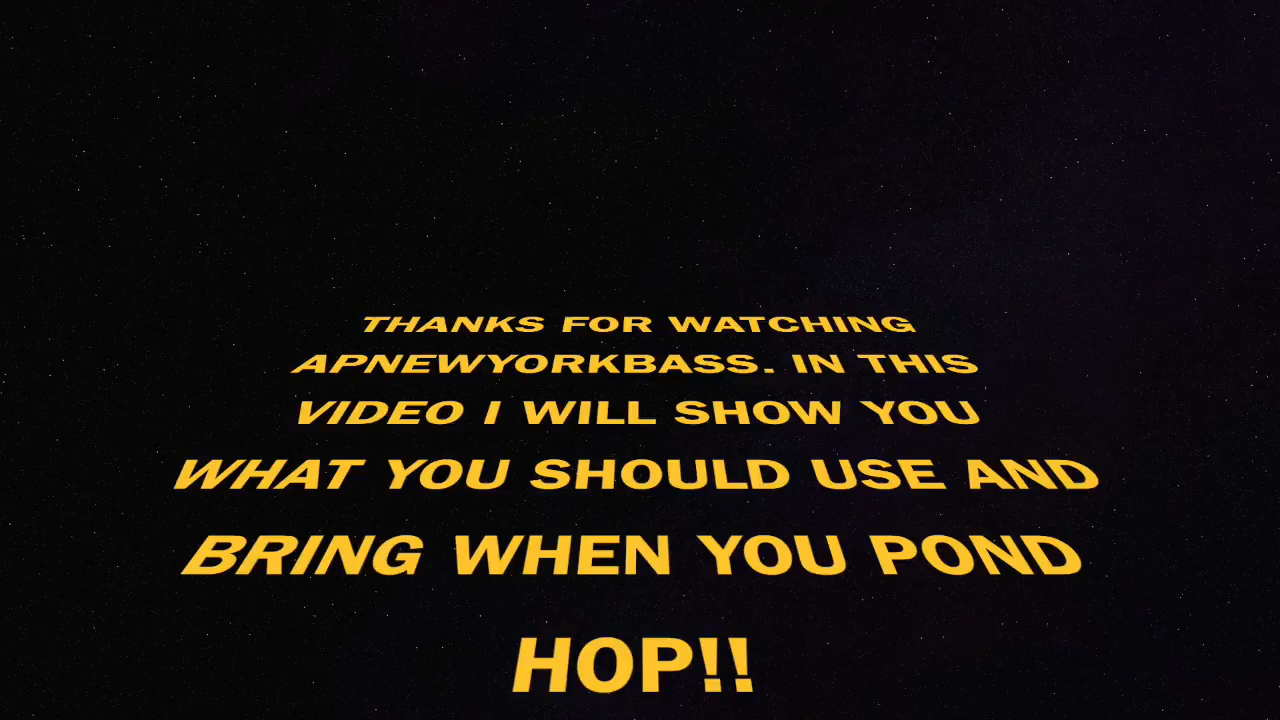 THANKS FOR WATCHING
APNEWYORKBASS. IN THIS
VIDEO I WILL SHOW YOU
WHAT YOU SHOULD USE AND
BRING WHEN YOU POND
HOP!!